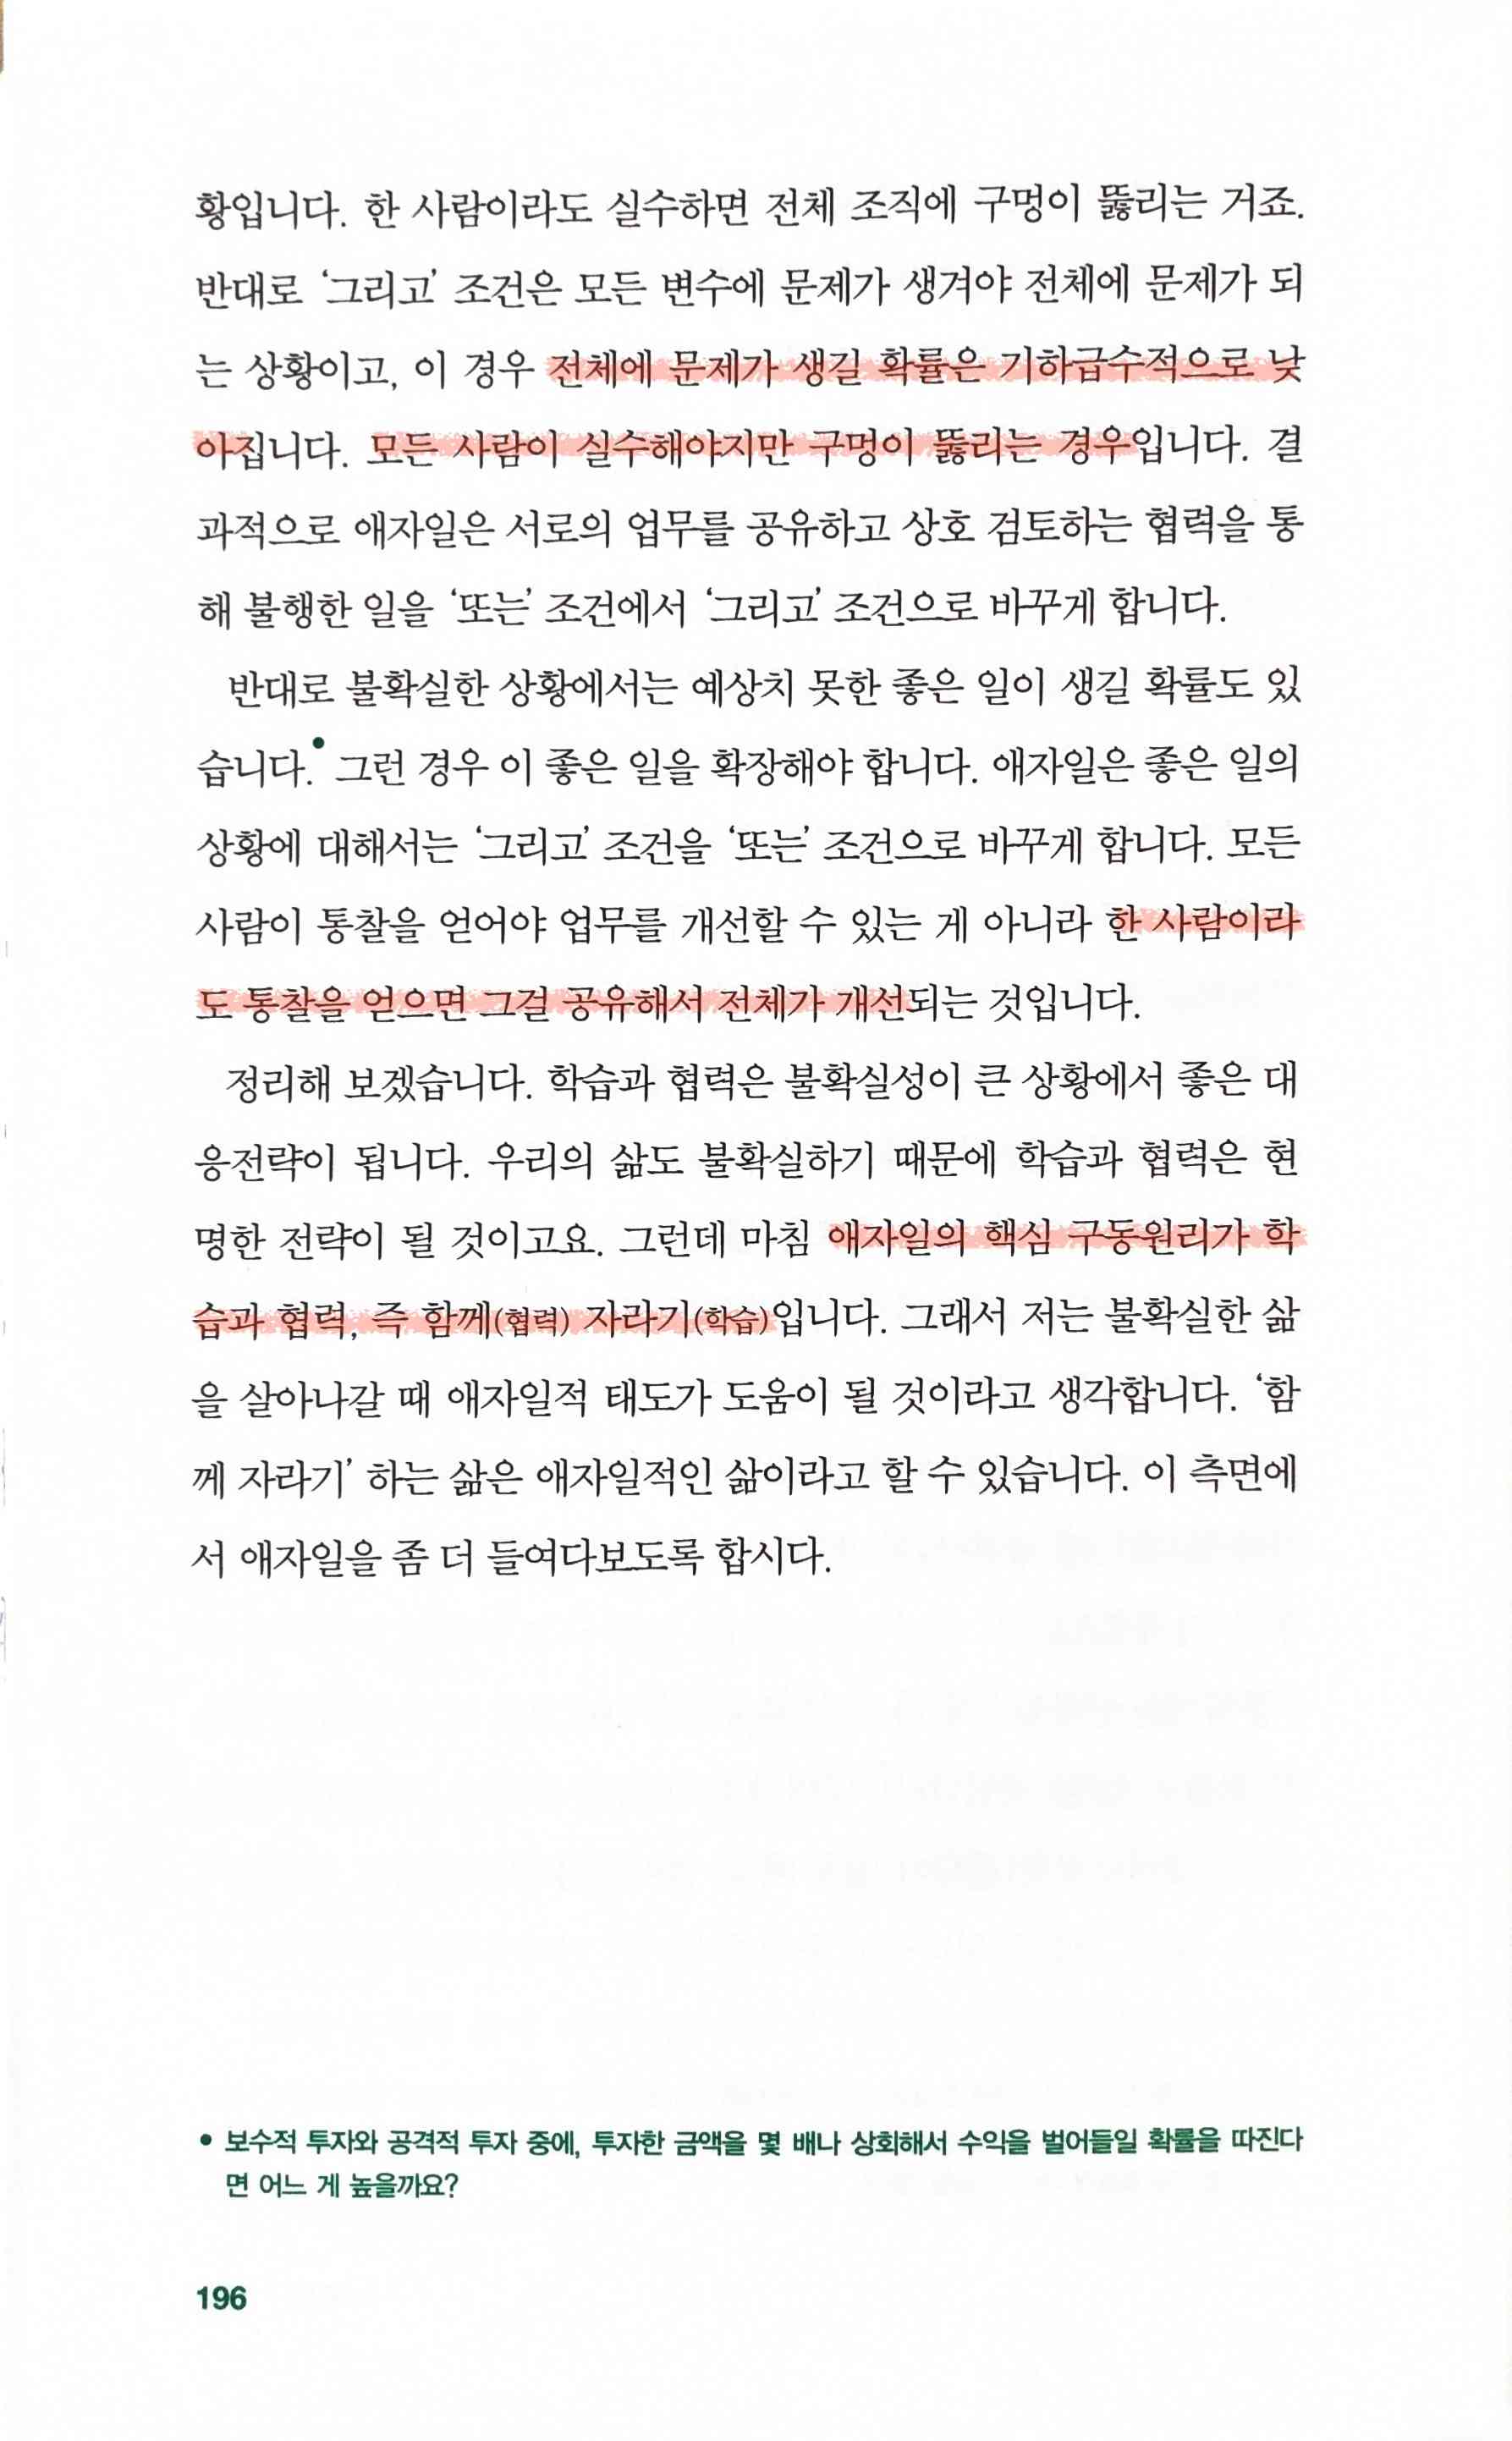 황입니다. 한 사람이라도 실수하면 전체 조직에 구멍이 뚫리는 거죠.
반대로 ‘그리고’ 조건은 모든 변수에 문제가 생겨야 전체에 문제가 되
는 상황이고, 이 경우 전체에 문제가 생길 확률은 기하급수적으로 낮
아집니다. 모든 사람이 실수해야지만 구멍이 뚫리는 경우입니다. 결
과적으로 애자일은 서로의 업무를 공유하고 상호 검토하는 협력을 통
해 불행한 일을 ‘또는’ 조건에서 ‘그리고’ 조건으로 바꾸게 합니다.
반대로 불확실한 상황에서는 예상치 못한 좋은 일이 생길 확률도 있
습니다.• 그런 경우 이 좋은 일을 확장해야 합니다. 애자일은 좋은 일의
상황에 대해서는 ‘그리고’ 조건을 ‘또는’ 조건으로 바꾸게 합니다. 모든
사람이 통찰을 얻어야 업무를 개선할 수 있는 게 아니라 한 사람이라
도 통찰을 얻으면 그걸 공유해서 전체가 개선되는 것입니다.
정리해 보겠습니다. 학습과 협력은 불확실성이 큰 상황에서 좋은 대
응전략이 됩니다. 우리의 삶도 불확실하기 때문에 학습과 협력은 현
명한 전략이 될 것이고요. 그런데 마침 애자일의 핵심 구동원리가 학
습과 협력, 즉 함께(협력) 자라기(학습)입니다. 그래서 저는 불확실한 삶
을 살아나갈 때 애자일적 태도가 도움이 될 것이라고 생각합니다. ‘함
께 자라기’ 하는 삶은 애자일적인 삶이라고 할 수 있습니다. 이 측면에
서 애자일을 좀 더 들여다보도록 합시다.
• 보수적 투자와 공격적 투자 중에, 투자한 금액을 몇 배나 상회해서 수익을 벌어들일 확률을 따진다
면 어느 게 높을까요?
196